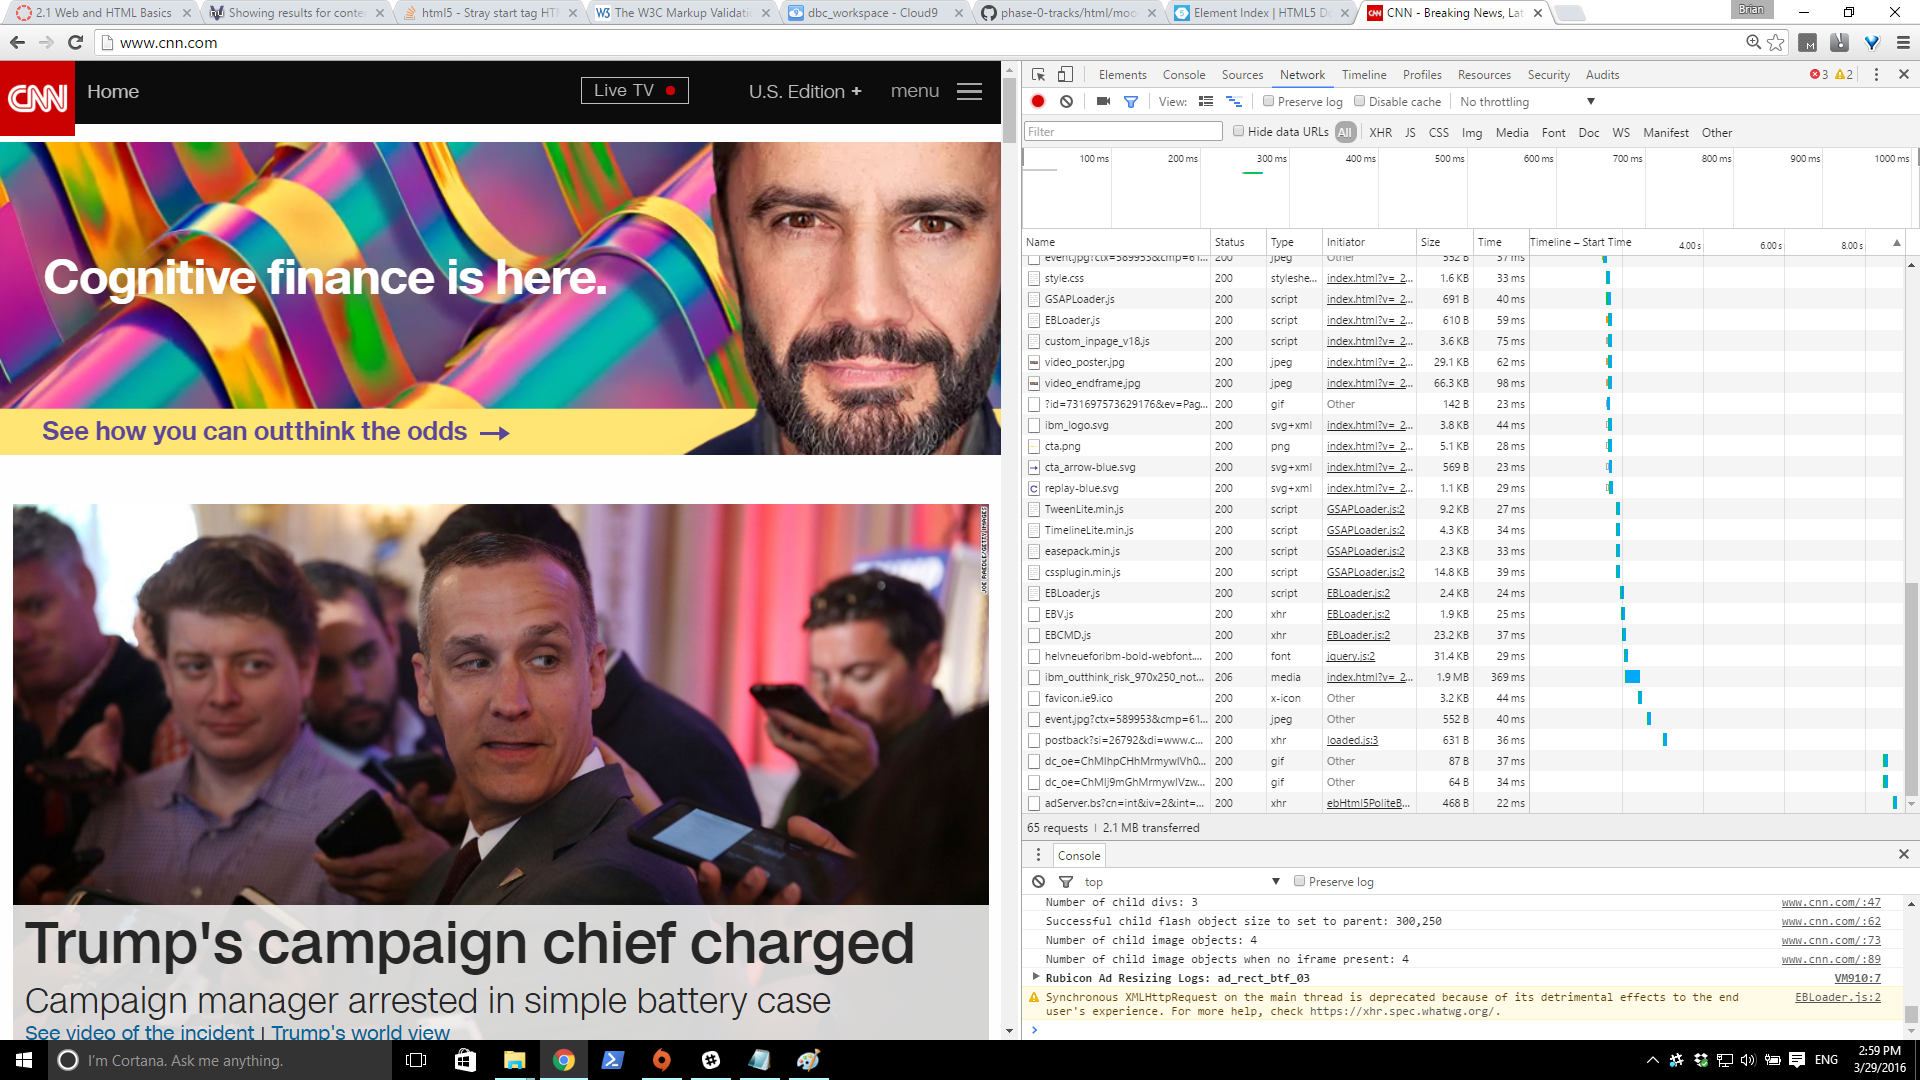 2.1 Web and HTML Basics
Showing results for conte
html5 - Stray start tag HT
The W3C Markup Validati
dbc_workspace - Cloud9
phase-0-tracks/html/moc
Element Index | HTML5 D
CNN - Breaking News, Lat
Brian
www.cnn.com
CNN
Home
Live TV
U.S. Edition +
menu
Cognitive finance is here.
See how you can outthink the odds
JOE RAEDLE/GETTY IMAGES
Trump's campaign chief charged
Campaign manager arrested in simple battery case
See video of the incident | Trump's world view
Elements Console Sources Network Timeline Profiles Resources Security Audits 3 2
View: Preserve log Disable cache No throttling
Filter Hide data URLs All XHR JS CSS Img Media Font Doc WS Manifest Other
100 ms 200 ms 300 ms 400 ms 500 ms 600 ms 700 ms 800 ms 900 ms 1000 ms
Name Status Type Initiator Size Time Timeline – Start Time 4.00 s 6.00 s 8.00 s
event.jpg?ctx=589953&cmp=61... 200 jpeg Other 552 B 37 ms
style.css 200 styleshe... index.html?v=_2... 1.6 KB 33 ms
GSAPLoader.js 200 script index.html?v=_2... 691 B 40 ms
EBLoader.js 200 script index.html?v=_2... 610 B 59 ms
custom_inpage_v18.js 200 script index.html?v=_2... 3.6 KB 75 ms
video_poster.jpg 200 jpeg index.html?v=_2... 29.1 KB 62 ms
video_endframe.jpg 200 jpeg index.html?v=_2... 66.3 KB 98 ms
?id=731697573629176&ev=Pag... 200 gif Other 142 B 23 ms
ibm_logo.svg 200 svg+xml index.html?v=_2... 3.8 KB 44 ms
cta.png 200 png index.html?v=_2... 5.1 KB 28 ms
cta_arrow-blue.svg 200 svg+xml index.html?v=_2... 569 B 23 ms
replay-blue.svg 200 svg+xml index.html?v=_2... 1.1 KB 29 ms
TweenLite.min.js 200 script GSAPLoader.js:2 9.2 KB 27 ms
TimelineLite.min.js 200 script GSAPLoader.js:2 4.3 KB 34 ms
easepack.min.js 200 script GSAPLoader.js:2 2.3 KB 33 ms
cssplugin.min.js 200 script GSAPLoader.js:2 14.8 KB 39 ms
EBLoader.js 200 script EBLoader.js:2 2.4 KB 24 ms
EBV.js 200 xhr EBLoader.js:2 1.9 KB 25 ms
EBCMD.js 200 xhr EBLoader.js:2 23.2 KB 37 ms
helvneueforibm-bold-webfont.... 200 font jquery.js:2 31.4 KB 29 ms
ibm_outthink_risk_970x250_not... 206 media index.html?v=_2... 1.9 MB 369 ms
favicon.ie9.ico 200 x-icon Other 3.2 KB 44 ms
event.jpg?ctx=589953&cmp=61... 200 jpeg Other 552 B 40 ms
postback?si=26792&di=www.c... 200 xhr loaded.js:3 631 B 36 ms
dc_oe=ChMIhpCHhMrmywIVh0... 200 gif Other 87 B 37 ms
dc_oe=ChMIj9mGhMrmywIVzw... 200 gif Other 64 B 34 ms
adServer.bs?cn=int&iv=2&int=... 200 xhr ebHtml5PoliteB... 468 B 22 ms
65 requests | 2.1 MB transferred
Console
top Preserve log
Number of child divs: 3 www.cnn.com/:47
Successful child flash object size to set to parent: 300,250 www.cnn.com/:62
Number of child image objects: 4 www.cnn.com/:73
Number of child image objects when no iframe present: 4 www.cnn.com/:89
Rubicon Ad Resizing Logs: ad_rect_btf_03 VM910:7
Synchronous XMLHttpRequest on the main thread is deprecated because of its detrimental effects to the end EBLoader.js:2
user's experience. For more help, check https://xhr.spec.whatwg.org/.
I'm Cortana. Ask me anything.
ENG
2:59 PM
3/29/2016